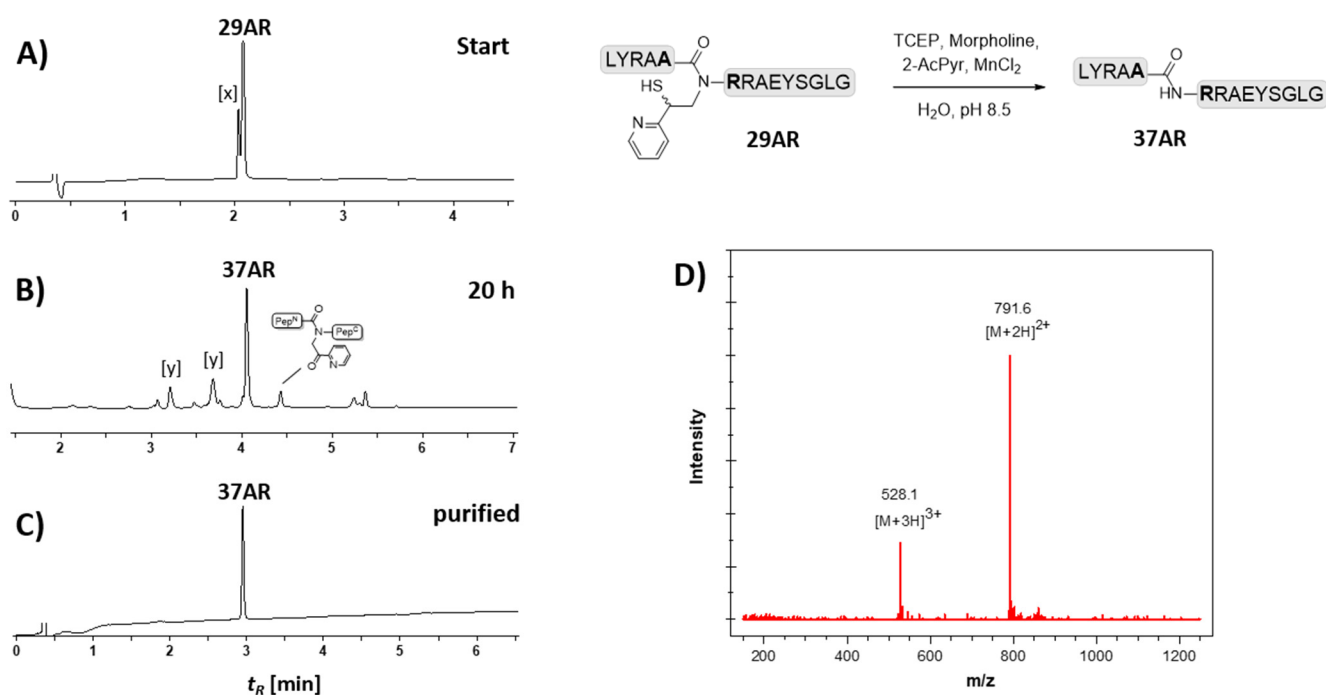 A)
29AR
Start
[x]
0 1 2 3 4
LYRAA
O
N
RRAEYSGLG
HS
N
29AR
TCEP, Morpholine,
2-AcPyr, MnCl2
H2O, pH 8.5
LYRAA
O
HN
RRAEYSGLG
37AR
B)
37AR
20 h
[y]
[y]
O
PepN
N
PepC
O
N
2 3 4 5 6 7
C)
37AR
purified
0 1 2 3 4 5 6
tR [min]
D)
Intensity
791.6
[M+2H]2+
528.1
[M+3H]3+
200 400 600 800 1000 1200
m/z